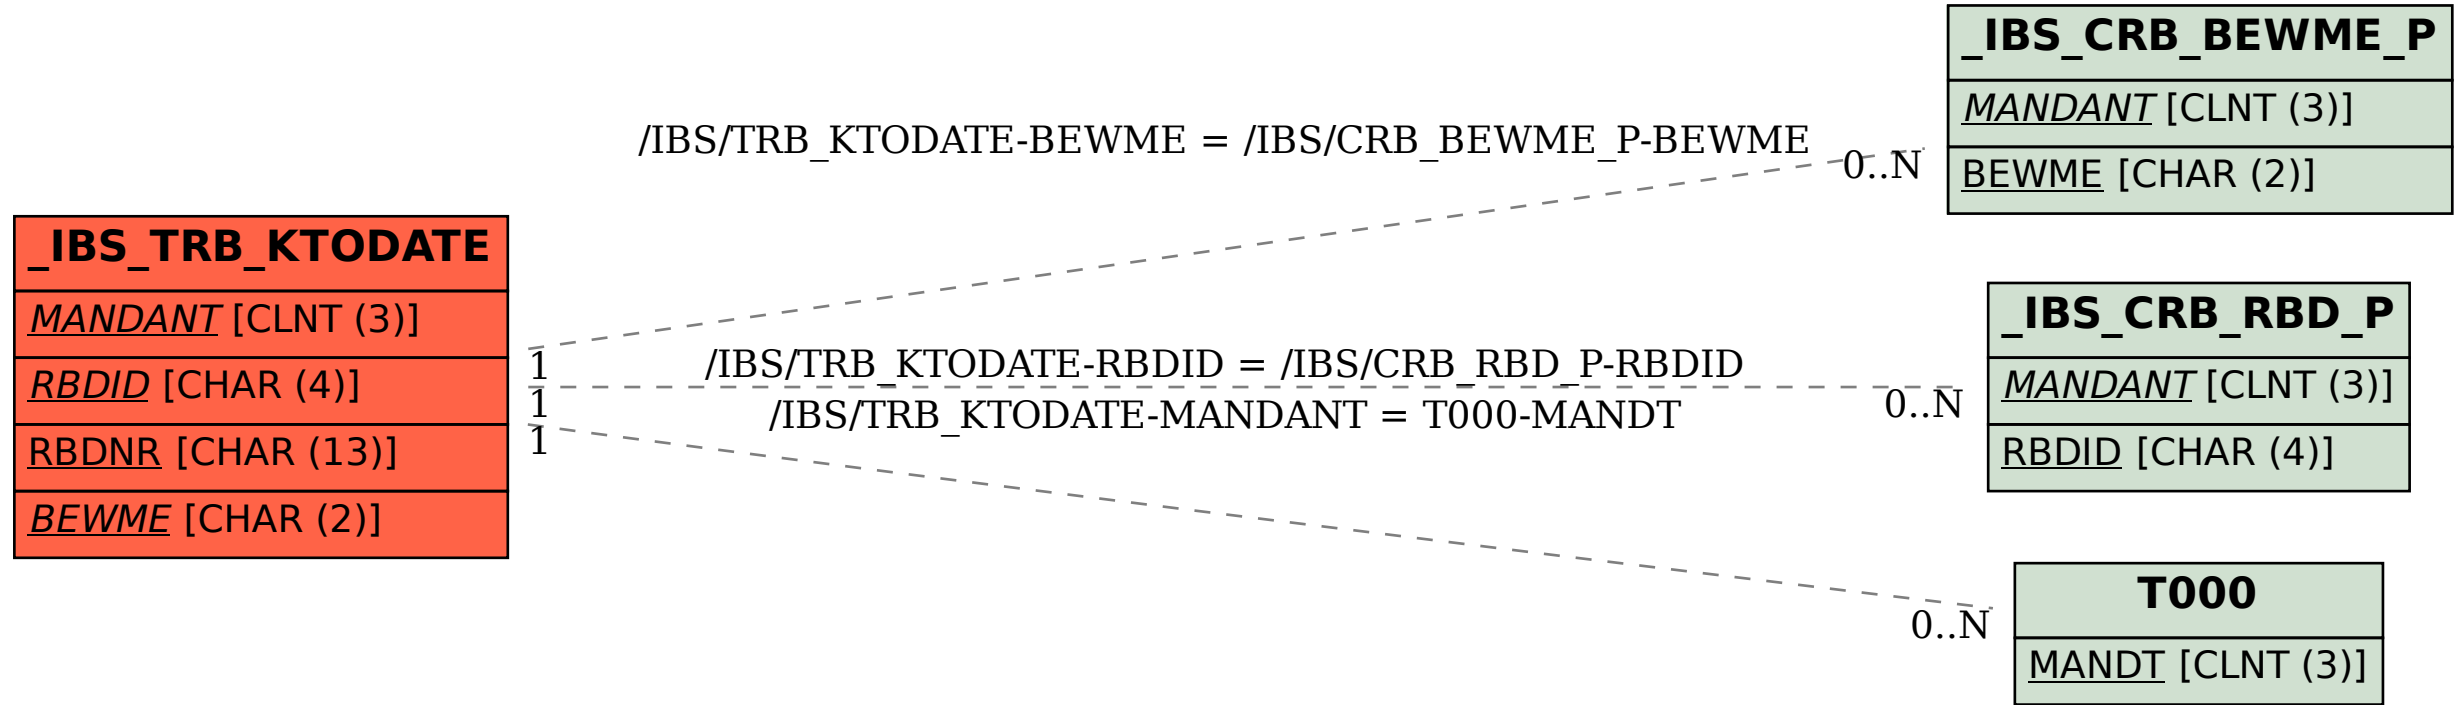 _IBS_TRB_KTODATE
MANDANT [CLNT (3)]
RBDID [CHAR (4)]
RBDNR [CHAR (13)]
BEWME [CHAR (2)]
/IBS/TRB_KTODATE-BEWME = /IBS/CRB_BEWME_P-BEWME
1
0..N
/IBS/TRB_KTODATE-RBDID = /IBS/CRB_RBD_P-RBDID
1
0..N
/IBS/TRB_KTODATE-MANDANT = T000-MANDT
1
0..N
_IBS_CRB_BEWME_P
MANDANT [CLNT (3)]
BEWME [CHAR (2)]
_IBS_CRB_RBD_P
MANDANT [CLNT (3)]
RBDID [CHAR (4)]
T000
MANDT [CLNT (3)]